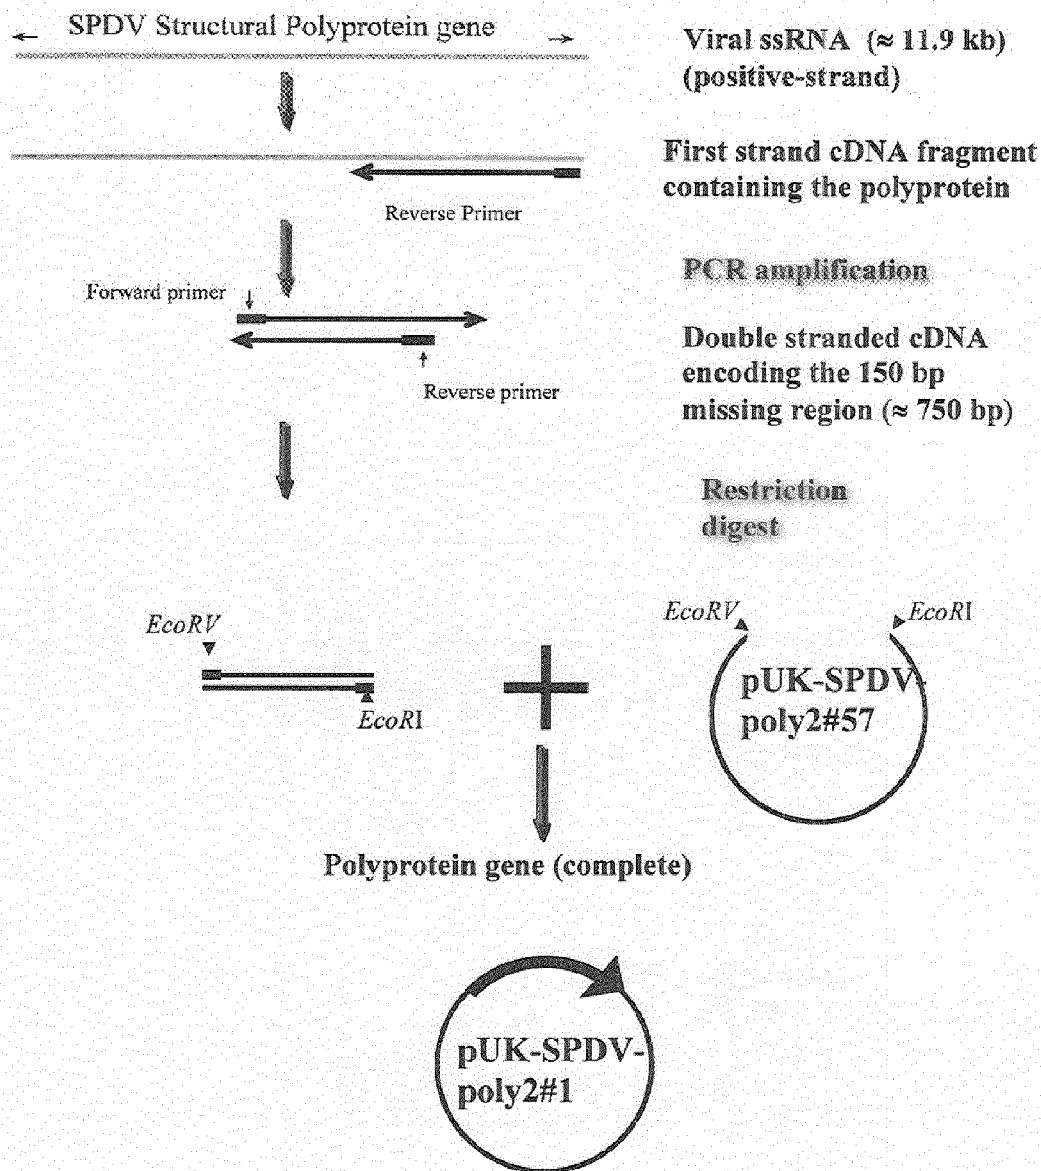 SPDV Structural Polyprotein gene
Viral ssRNA (≈ 11.9 kb)
(positive-strand)
First strand cDNA fragment
containing the polyprotein
Reverse Primer
PCR amplification
Forward primer
Double stranded cDNA
encoding the 150 bp
missing region (≈ 750 bp)
Reverse primer
Restriction
digest
EcoRV
EcoRI
EcoRV
EcoRI
pUK-SPDV-
poly2#57
Polyprotein gene (complete)
pUK-SPDV-
poly2#1